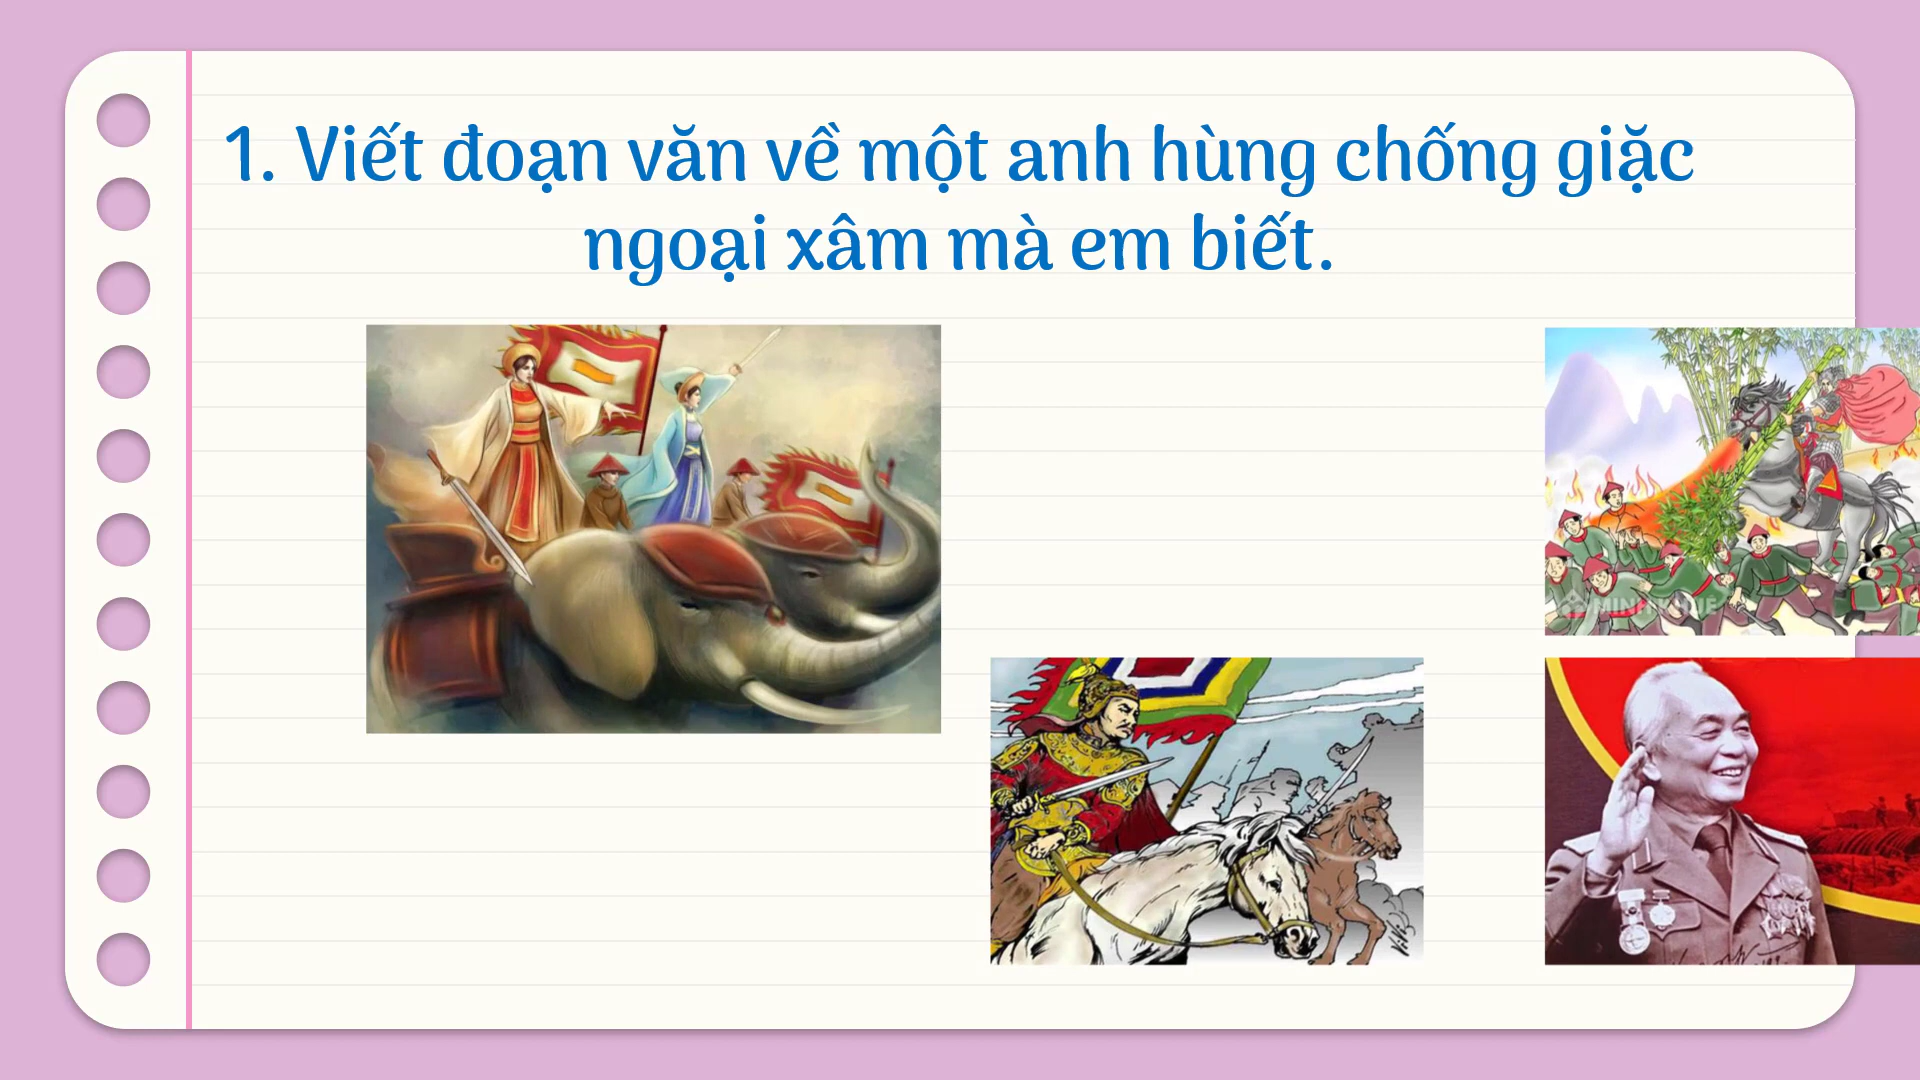 1. Viết đoạn văn về một anh hùng chống giặc
ngoại xâm mà em biết.